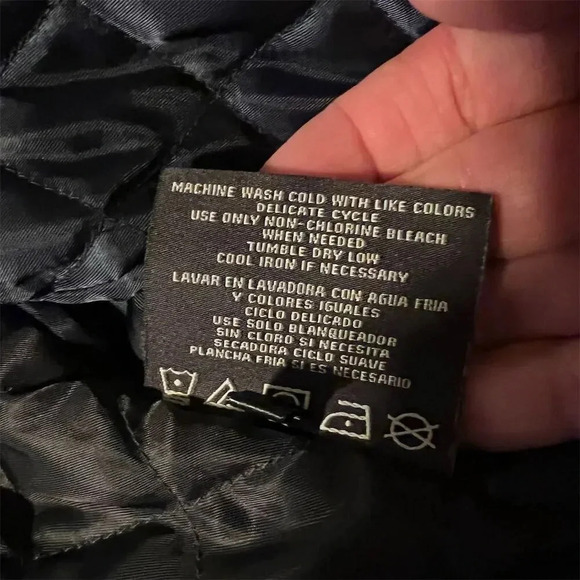 MACHINE WASH COLD WITH LIKE COLORS
DELICATE CYCLE
USE ONLY NON-CHLORINE BLEACH
WHEN NEEDED
TUMBLE DRY LOW
COOL IRON IF NECESSARY
LAVAR EN LAVADORA CON AGUA FRIA
Y COLORES IGUALES
CICLO DELICADO
USE SOLO BLANQUEADOR
SIN CLORO SI NECESITA
SECADORA CICLO SUAVE
PLANCHA FRIA SI ES NECESARIO